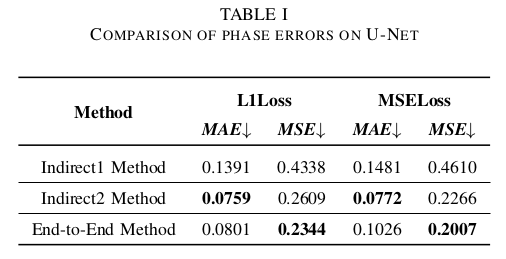 TABLE I
COMPARISON OF PHASE ERRORS ON U-NET
Method L1Loss MSELoss
MAE↓ MSE↓ MAE↓ MSE↓
Indirect1 Method 0.1391 0.4338 0.1481 0.4610
Indirect2 Method 0.0759 0.2609 0.0772 0.2266
End-to-End Method 0.0801 0.2344 0.1026 0.2007